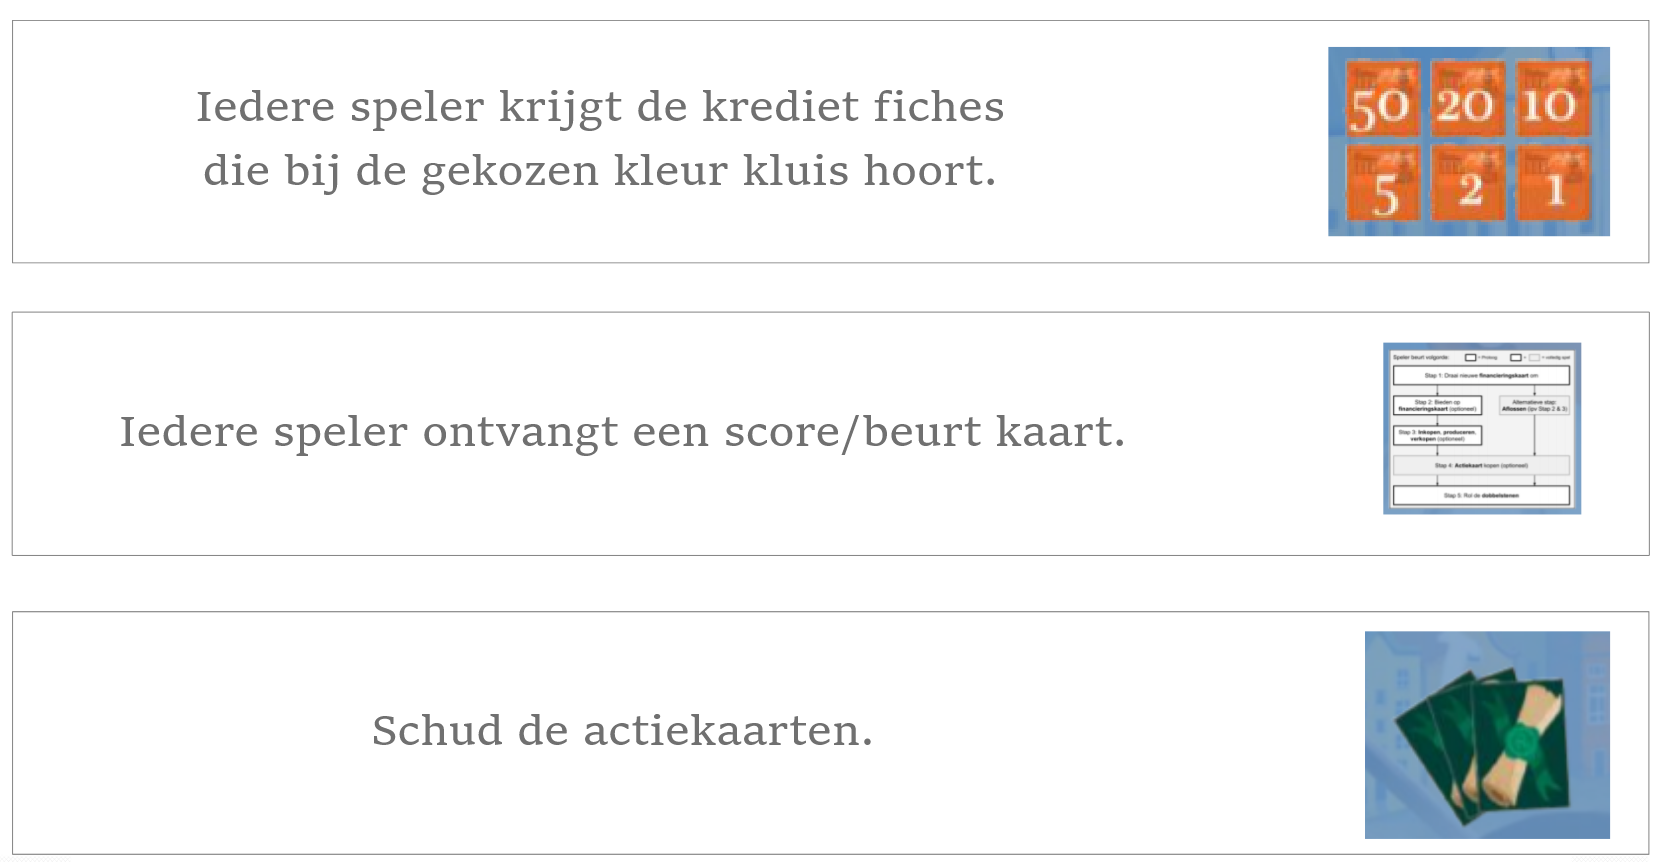 Iedere speler krijgt de krediet fiches
die bij de gekozen kleur kluis hoort.
50 20 10
5 2 1
Iedere speler ontvangt een score/beurt kaart.
Speler beurt volgorde:
Stap 1: Draai nieuwe financieringskaart om
Stap 2: Bieden op
financieringskaart (optioneel)
Alternatieve stap:
Aflossen (ipv Stap 2 & 3)
Stap 3: Inkopen, produceren,
verkopen (optioneel)
Stap 4: Actiekaart kopen (optioneel)
Stap 5: Rol de dobbelstenen
Schud de actiekaarten.